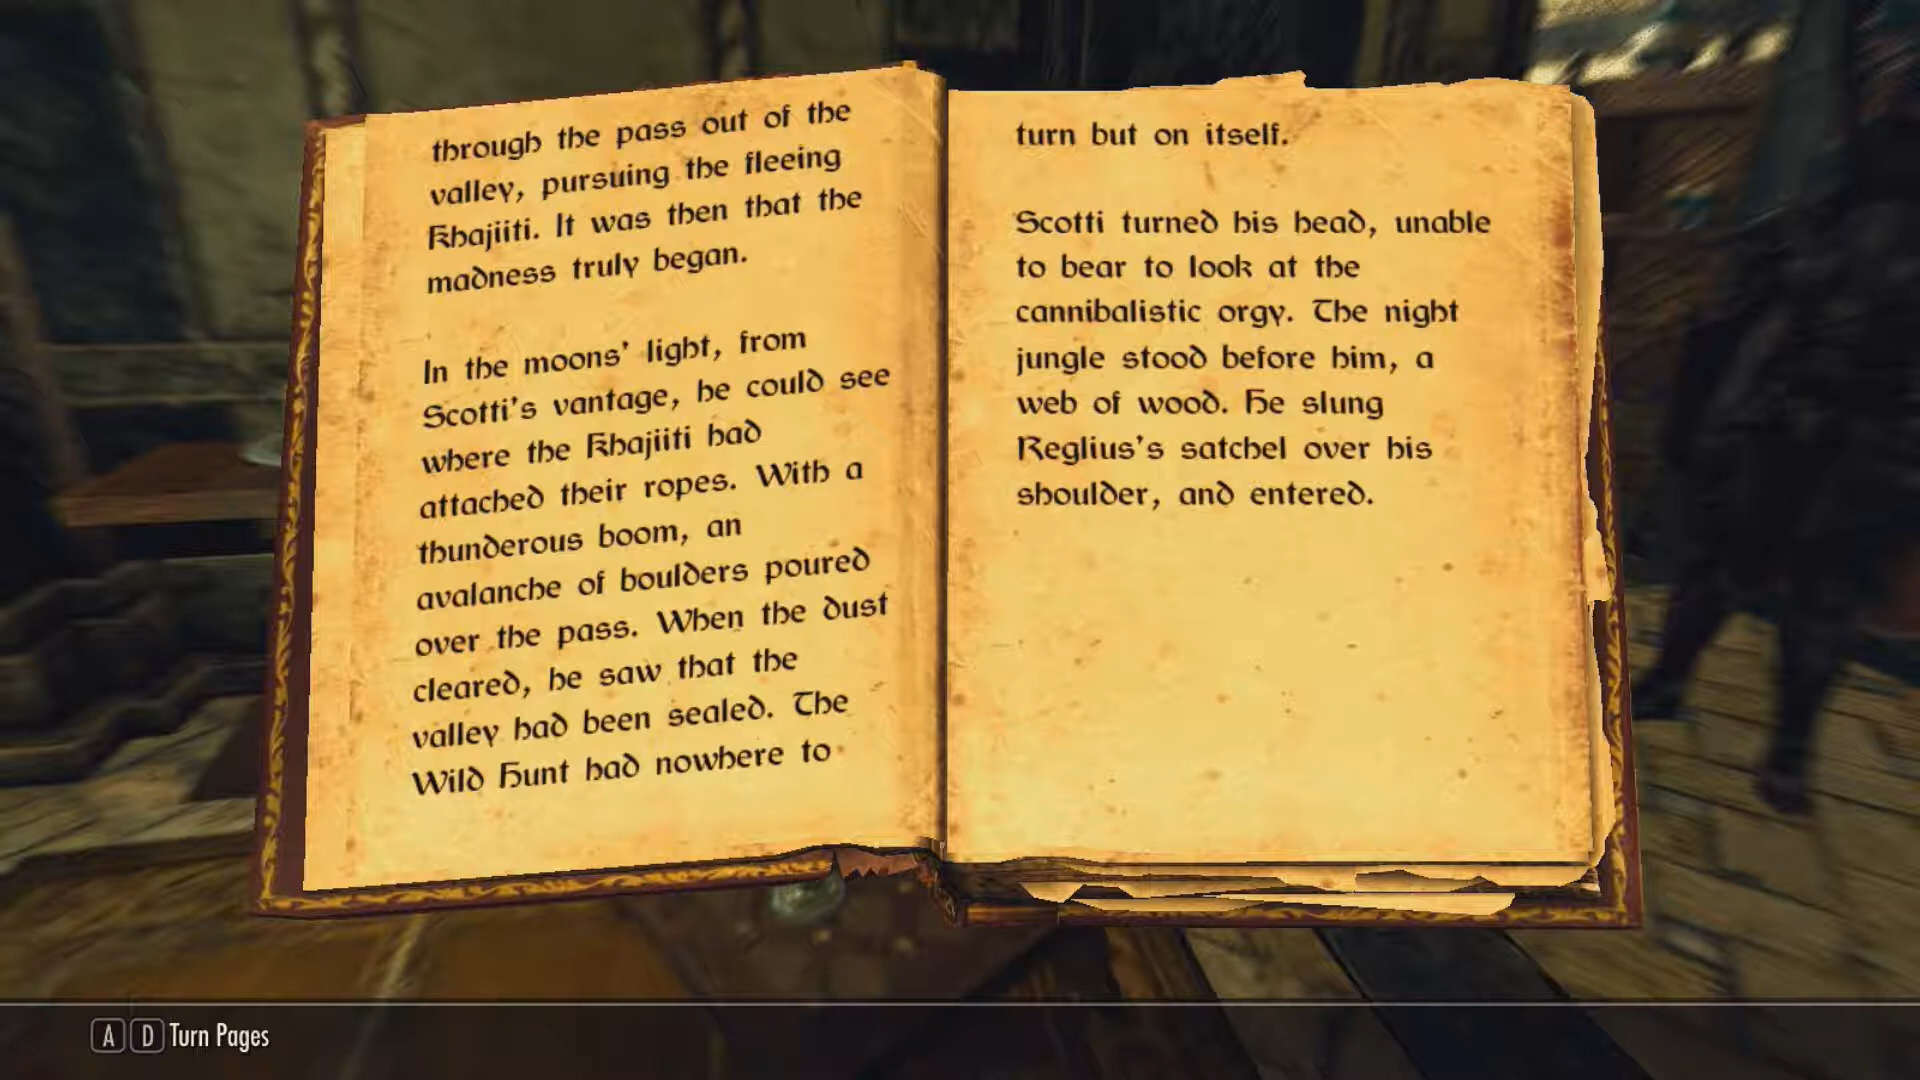 through the pass out of the
valley, pursuing the fleeing
Khajiiti. It was then that the
madness truly began.
In the moons' light, from
Scotti's vantage, he could see
where the Khajiiti had
attached their ropes. With a
thunderous boom, an
avalanche of boulders poured
over the pass. When the dust
cleared, he saw that the
valley had been sealed. The
Wild Hunt had nowhere to
turn but on itself.
Scotti turned his head, unable
to bear to look at the
cannibalistic orgy. The night
jungle stood before him, a
web of wood. He slung
Reglius's satchel over his
shoulder, and entered.
A D Turn Pages